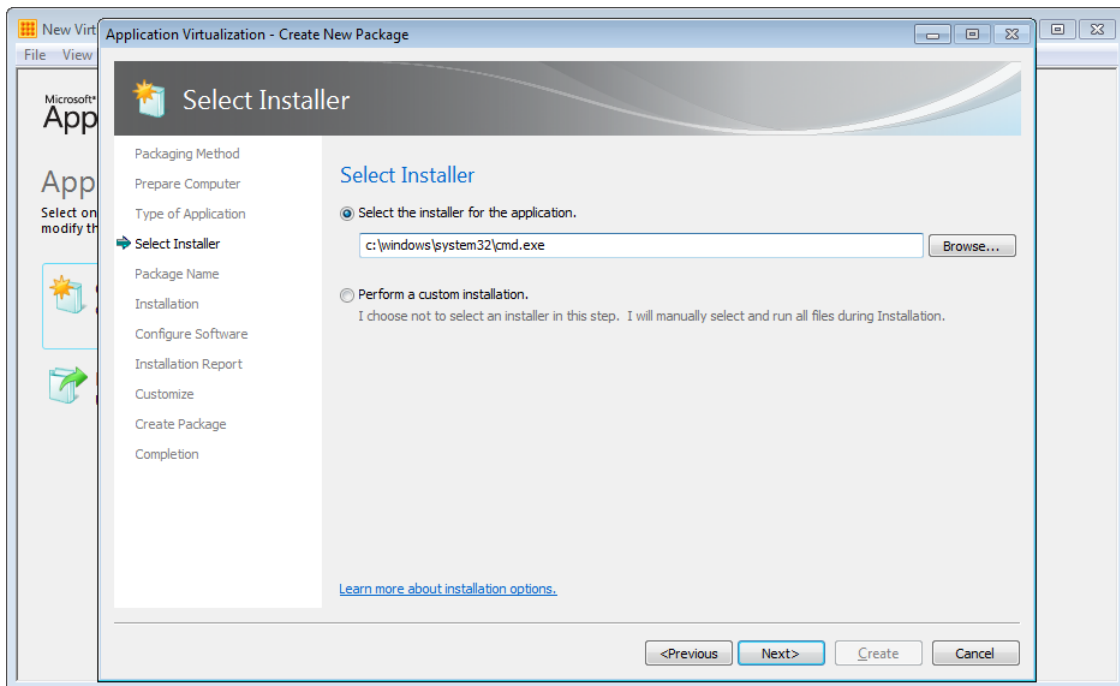 New Virt
Application Virtualization - Create New Package
File View
Select Installer
Microsoft
App
App
Select on
modify th
Packaging Method
Prepare Computer
Type of Application
Select Installer
Package Name
Installation
Configure Software
Installation Report
Customize
Create Package
Completion
Select Installer
Select the installer for the application.
c:\windows\system32\cmd.exe
Browse...
Perform a custom installation.
I choose not to select an installer in this step. I will manually select and run all files during Installation.
Learn more about installation options.
<Previous
Next>
Create
Cancel